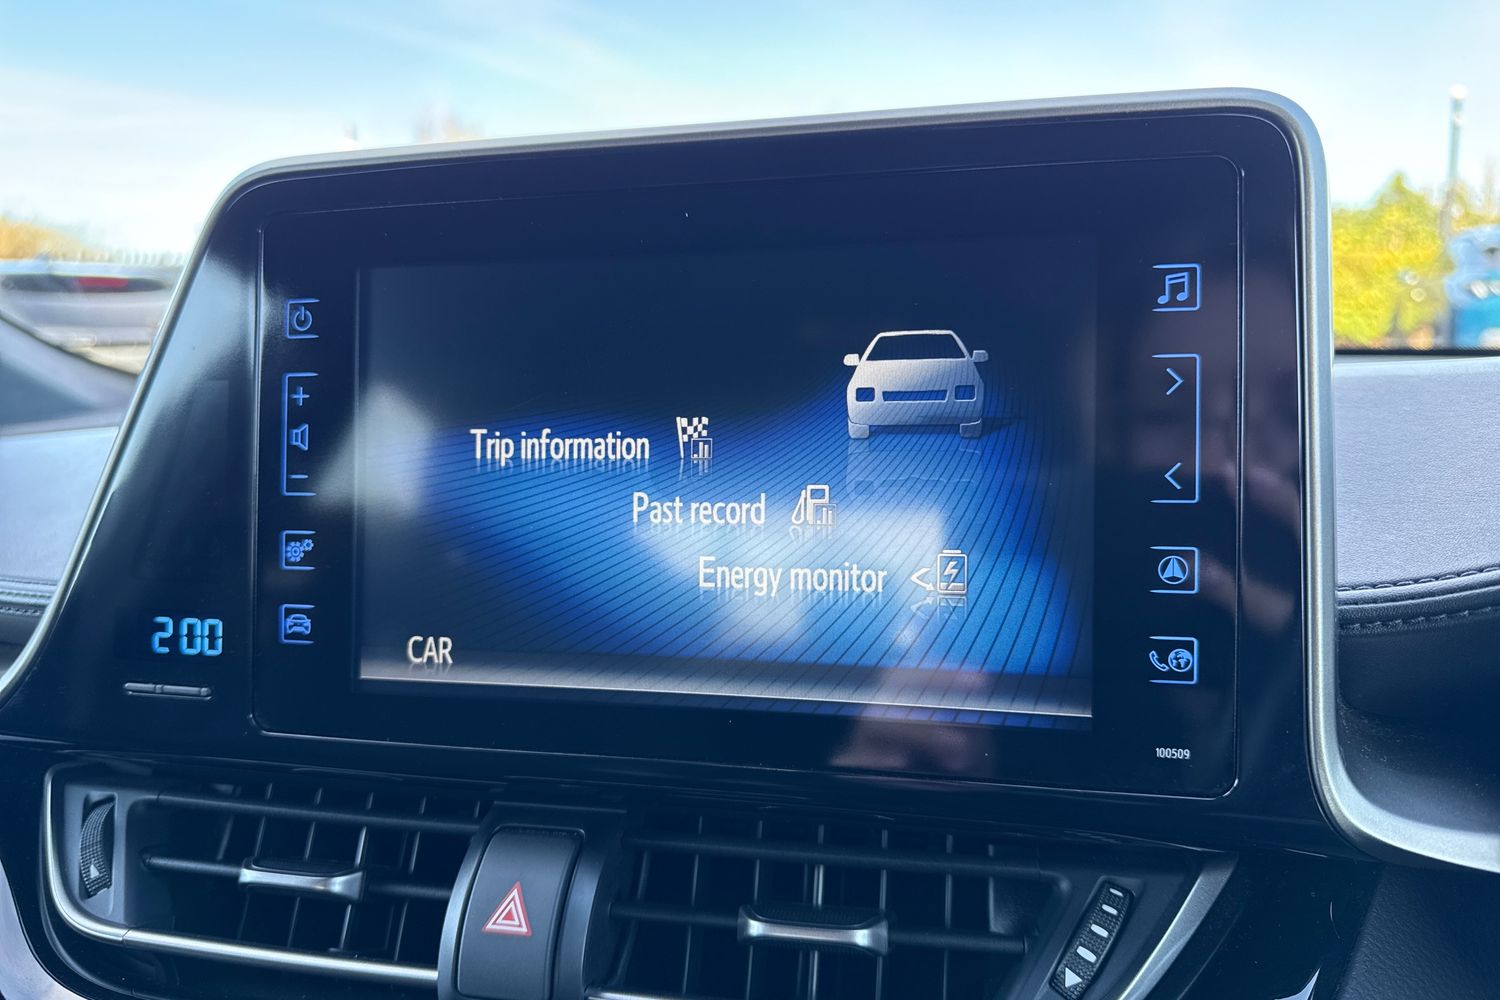 Trip information
Past record
Energy monitor
CAR
2 00
100509